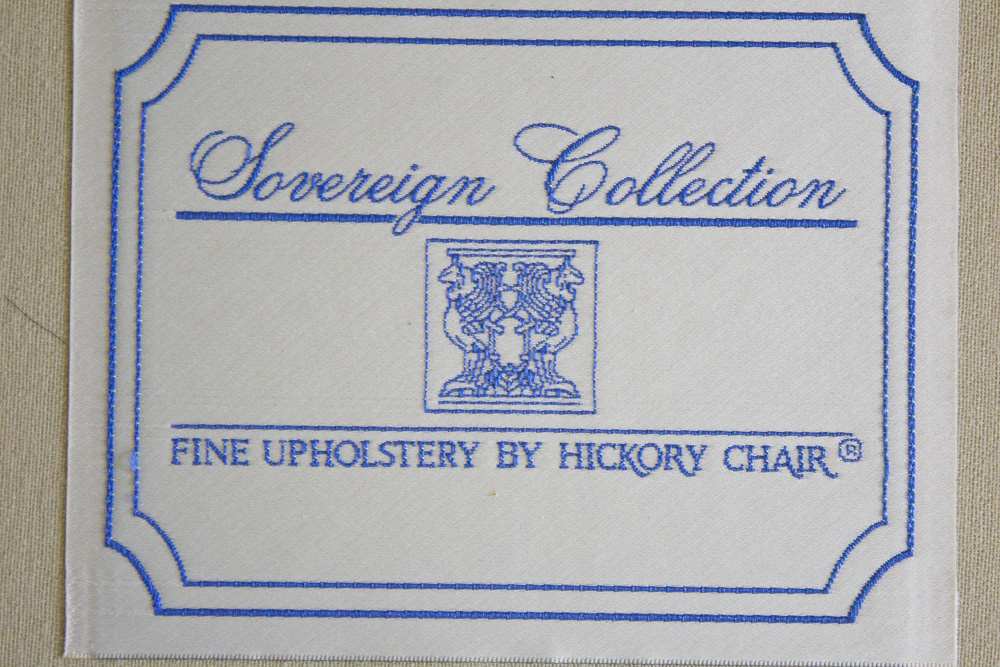 Sovereign Collection
FINE UPHOLSTERY BY HICKORY CHAIR®